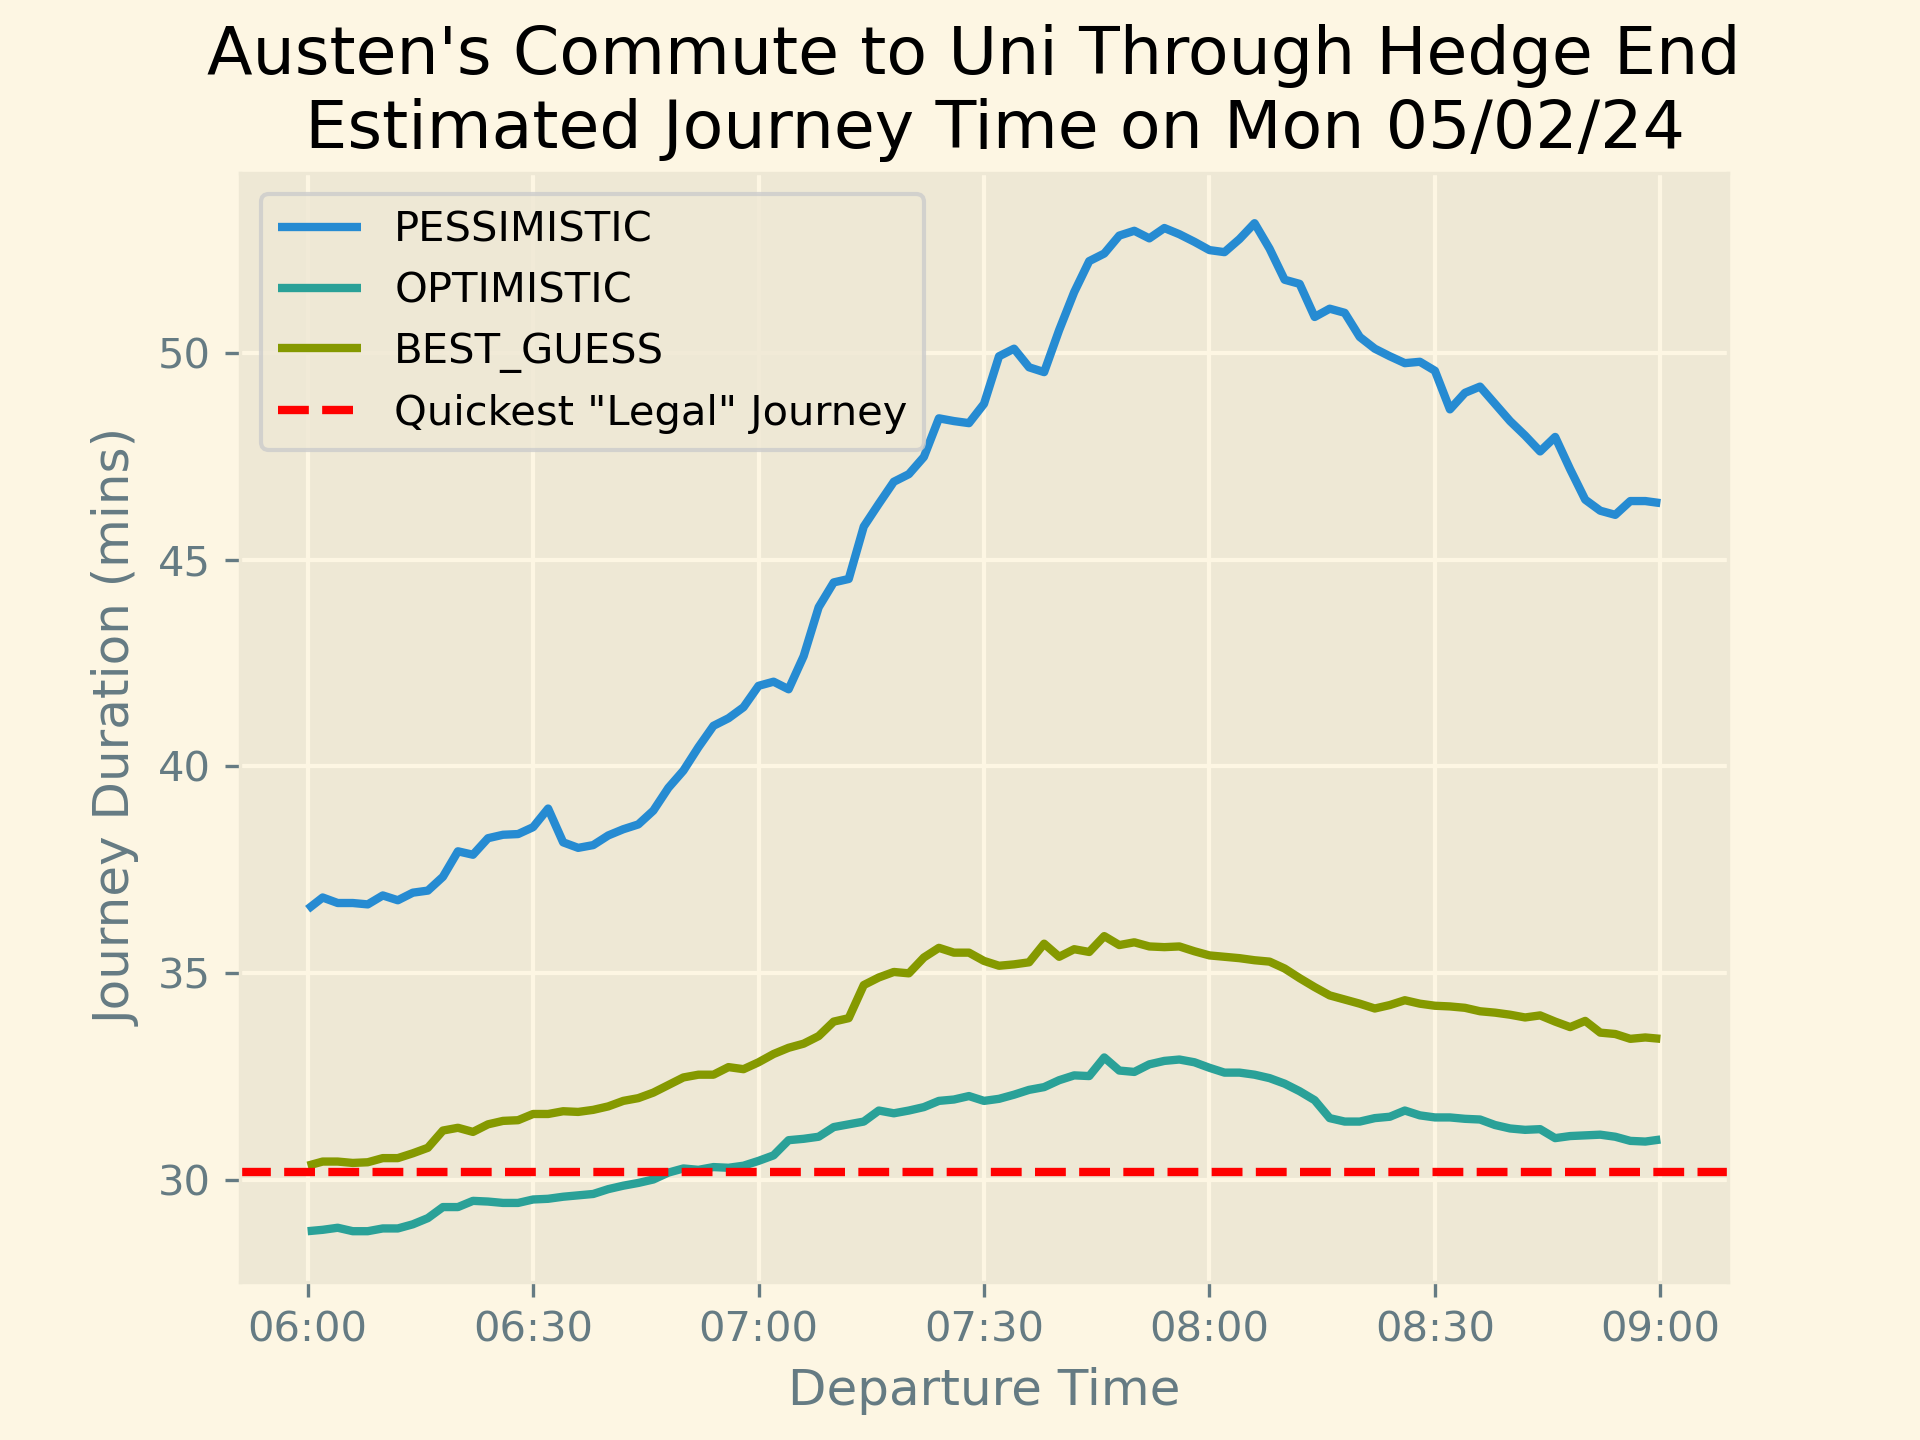 Austen's Commute to Uni Through Hedge End
Estimated Journey Time on Mon 05/02/24
PESSIMISTIC
OPTIMISTIC
BEST_GUESS
Quickest "Legal" Journey
Journey Duration (mins)
50
45
40
35
30
06:00 06:30 07:00 07:30 08:00 08:30 09:00
Departure Time